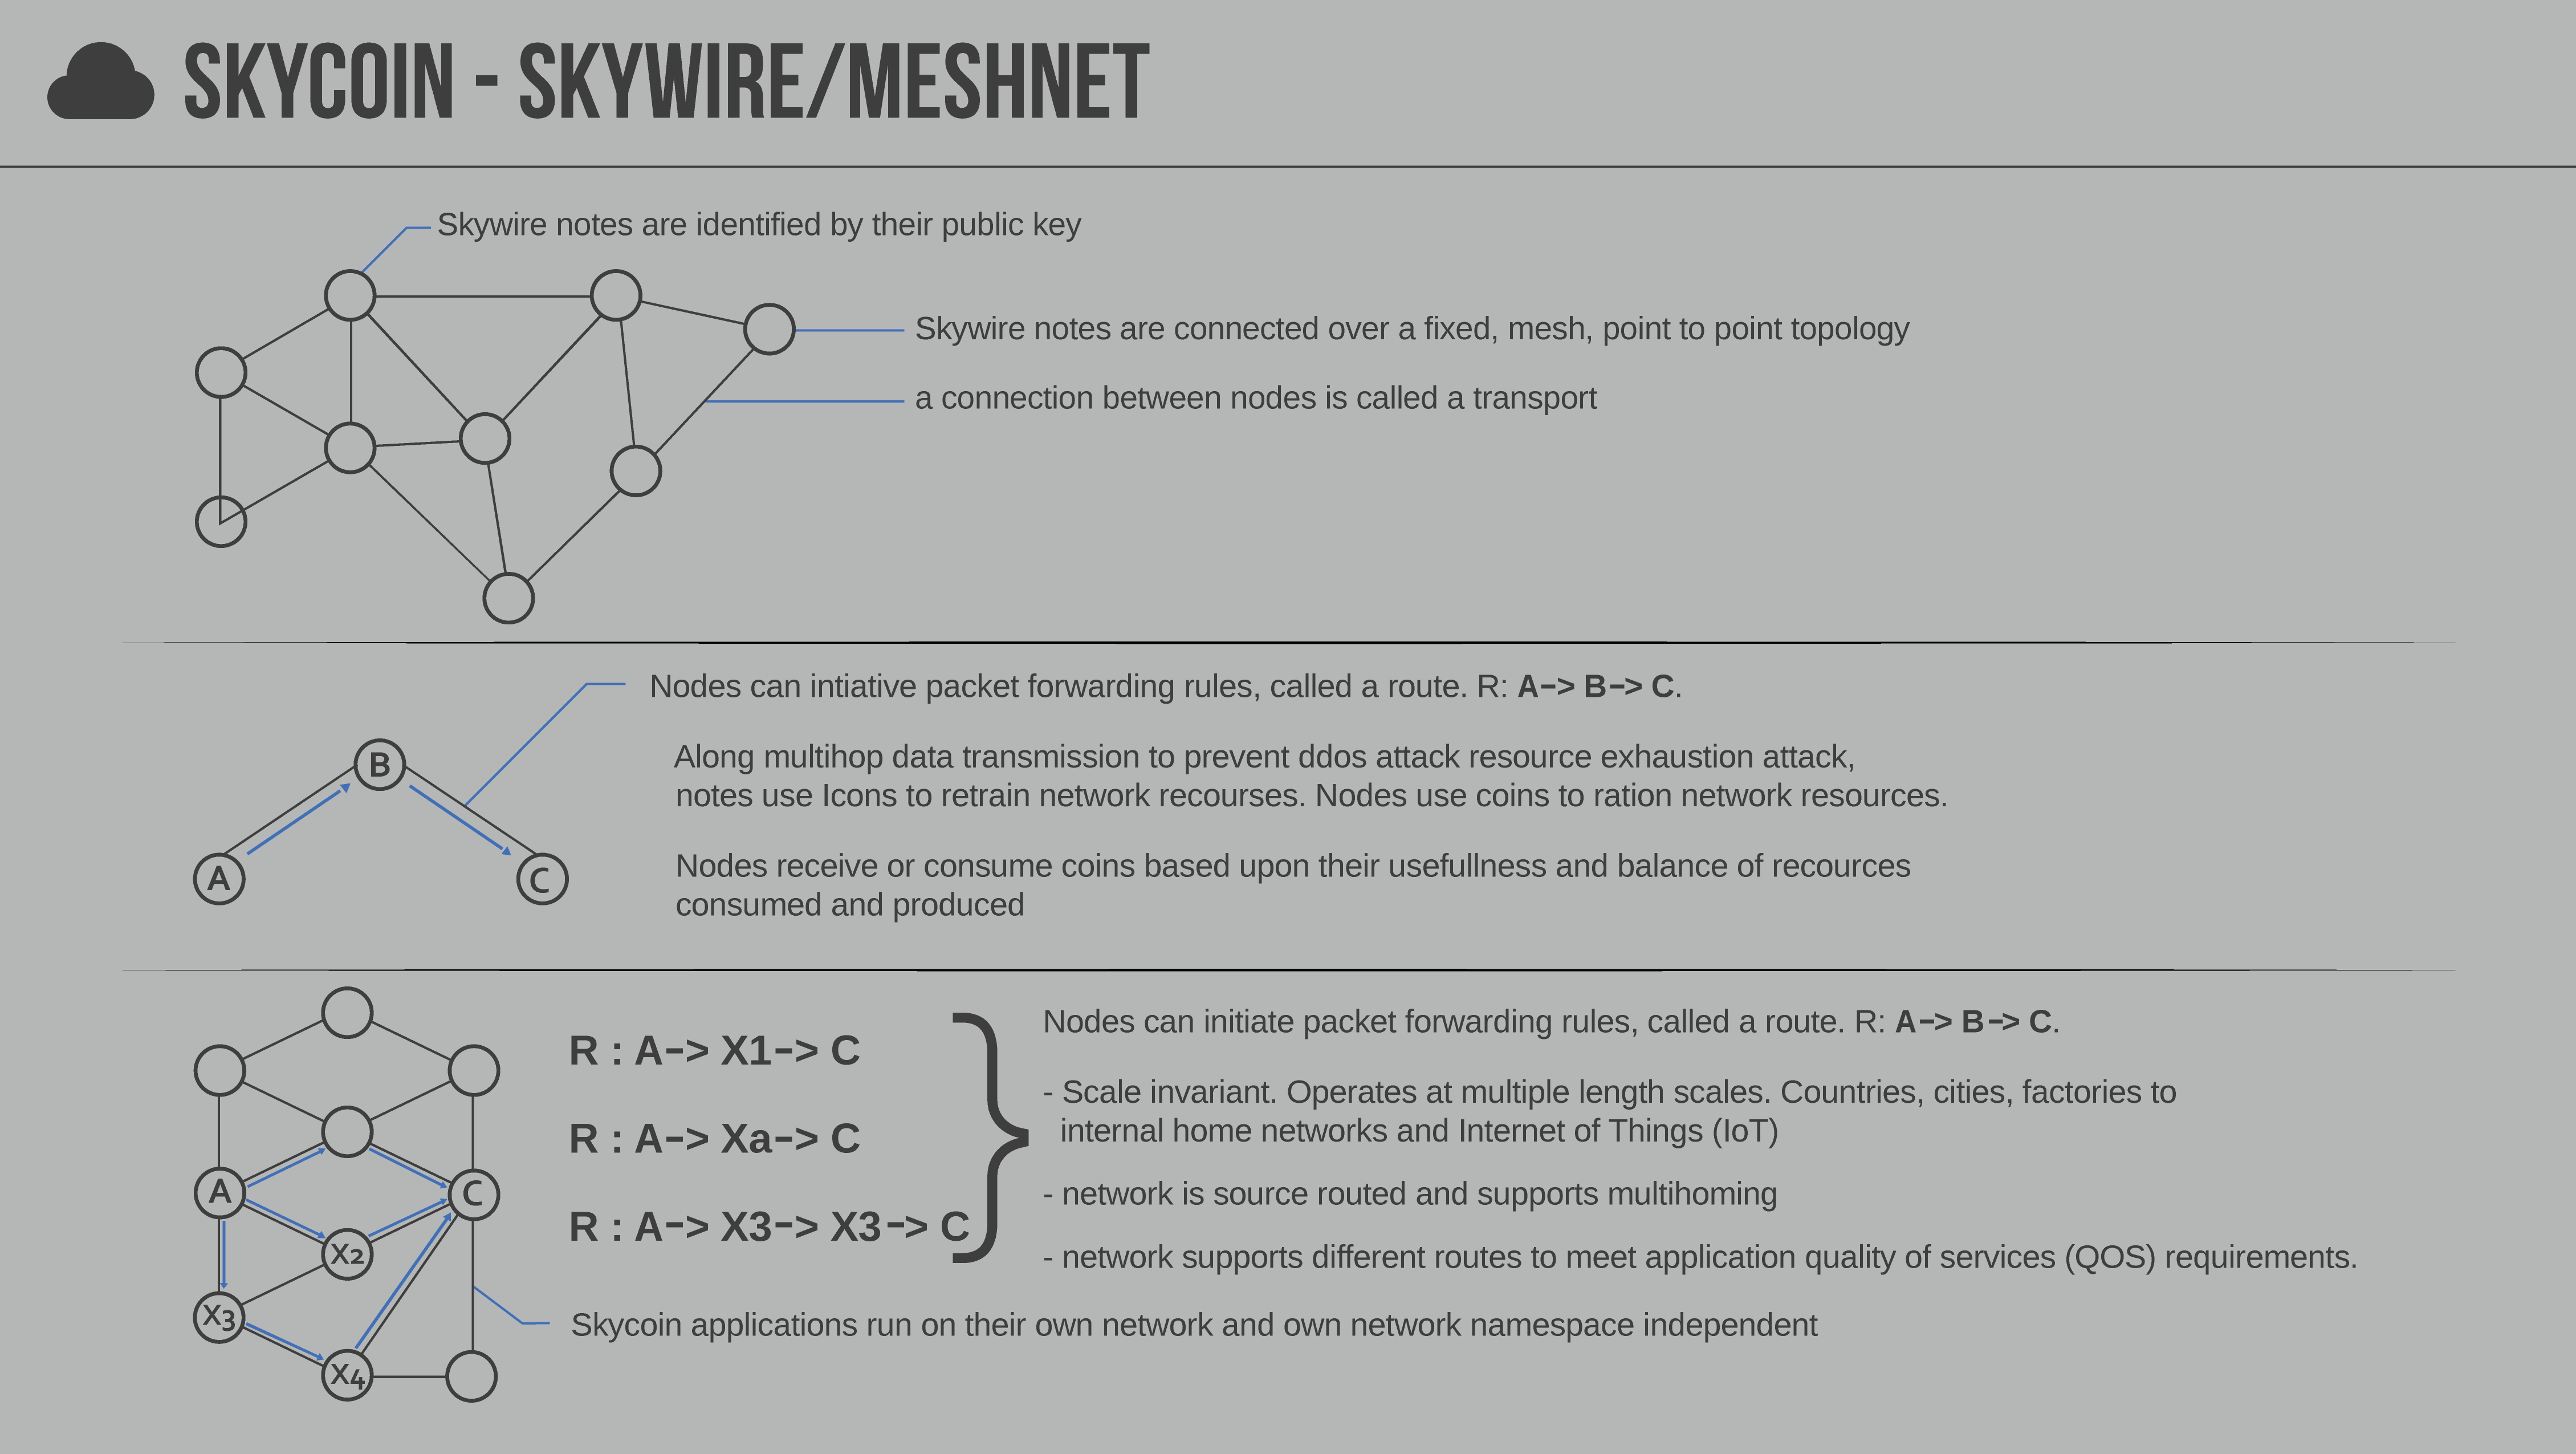 SKYCOIN - SKYWIRE/MESHNET
Skywire notes are identified by their public key
Skywire notes are connected over a fixed, mesh, point to point topology
a connection between nodes is called a transport
Nodes can intiative packet forwarding rules, called a route. R: A–> B–> C.
Along multihop data transmission to prevent ddos attack resource exhaustion attack,
notes use Icons to retrain network recourses. Nodes use coins to ration network resources.
Nodes receive or consume coins based upon their usefullness and balance of recources
consumed and produced
B
A
C
R : A–> X1–> C
R : A–> Xa–> C
R : A–> X3–> X3–> C
Nodes can initiate packet forwarding rules, called a route. R: A–> B–> C.
- Scale invariant. Operates at multiple length scales. Countries, cities, factories to
internal home networks and Internet of Things (IoT)
- network is source routed and supports multihoming
- network supports different routes to meet application quality of services (QOS) requirements.
A
C
X2
X3
X4
Skycoin applications run on their own network and own network namespace independent